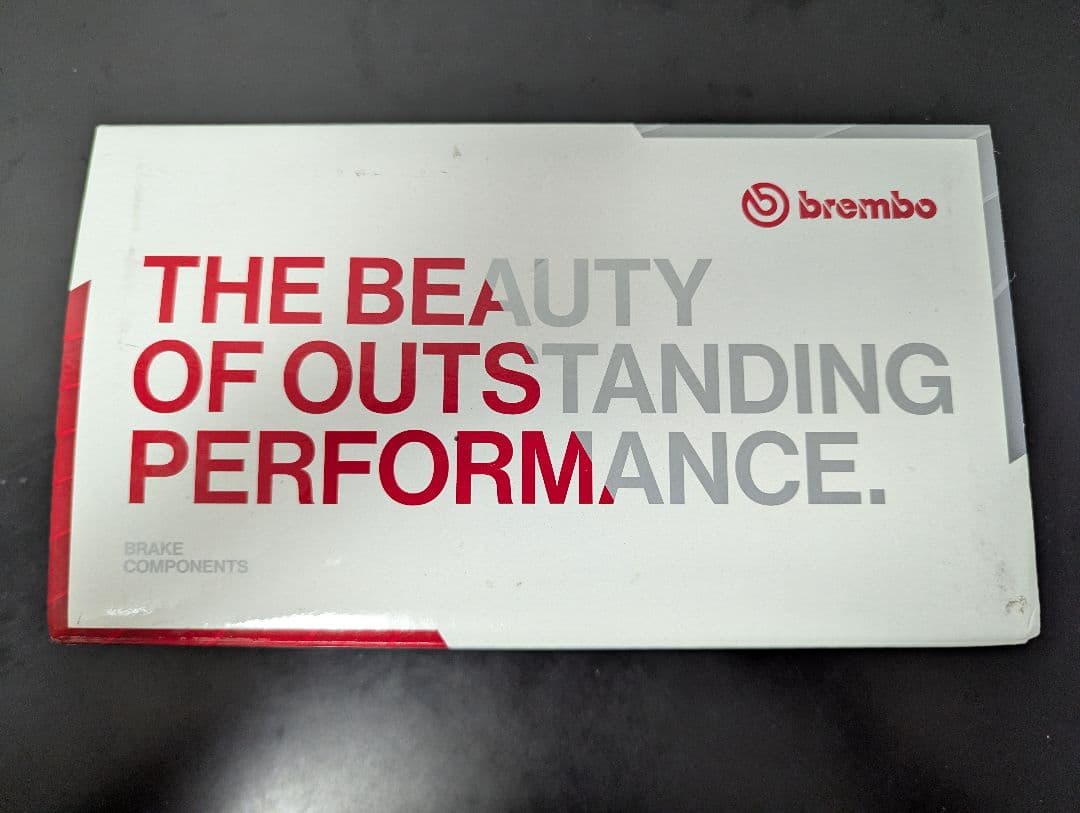 brembo
THE BEAUTY
OF OUTSTANDING
PERFORMANCE.
BRAKE
COMPONENTS